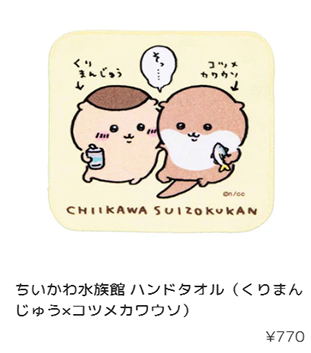 くり
まんじゅう
そっ…
コツメ
カワウソ
©n/cc
CHIIKAWA SUIZOKUKAN
ちいかわ水族館 ハンドタオル（くりまん
じゅう×コツメカワウソ）
¥770